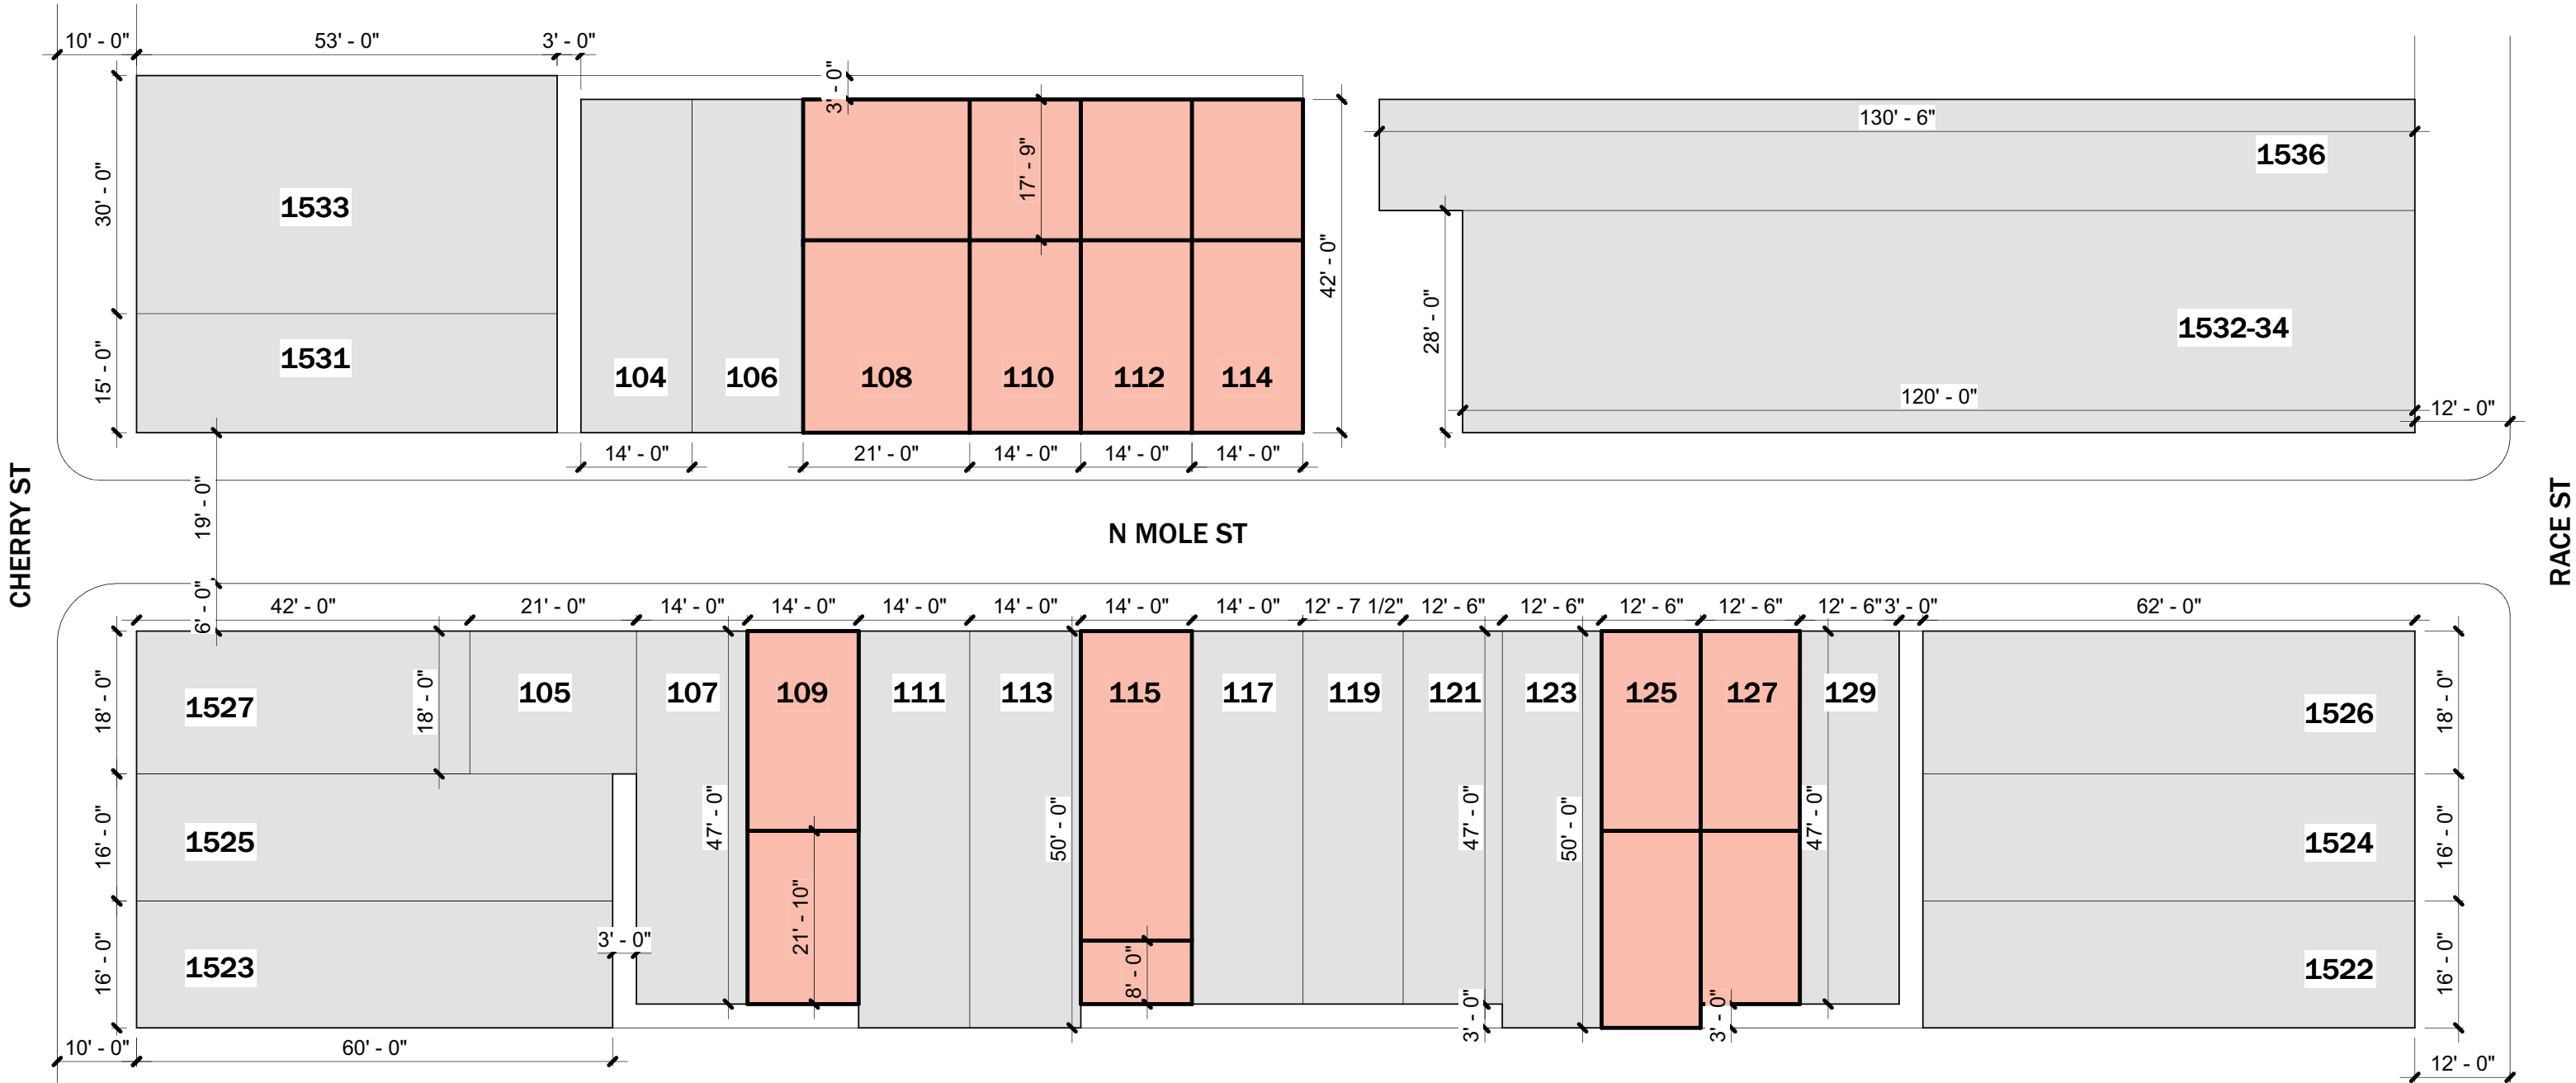 10' - 0" 53' - 0" 3' - 0"
3' - 0"
130' - 6"
17' - 9"
1536
30' - 0"
1533
42' - 0"
28' - 0"
1532-34
15' - 0"
1531
104 106 108 110 112 114
120' - 0"
12' - 0"
14' - 0" 21' - 0" 14' - 0" 14' - 0" 14' - 0"
CHERRY ST
19' - 0"
N MOLE ST
RACE ST
6' - 0"
42' - 0" 21' - 0" 14' - 0" 14' - 0" 14' - 0" 14' - 0" 14' - 0" 14' - 0" 12' - 7 1/2" 12' - 6" 12' - 6" 12' - 6" 12' - 6" 12' - 6" 3' - 0" 62' - 0"
18' - 0"
1527
18' - 0"
105 107 109 111 113 115 117 119 121 123 125 127 129
1526
18' - 0"
16' - 0"
1525
47' - 0"
50' - 0"
47' - 0"
50' - 0"
47' - 0"
1524
16' - 0"
16' - 0"
1523
3' - 0"
21' - 10"
8' - 0"
3' - 0"
3' - 0"
1522
16' - 0"
10' - 0" 60' - 0"
12' - 0"